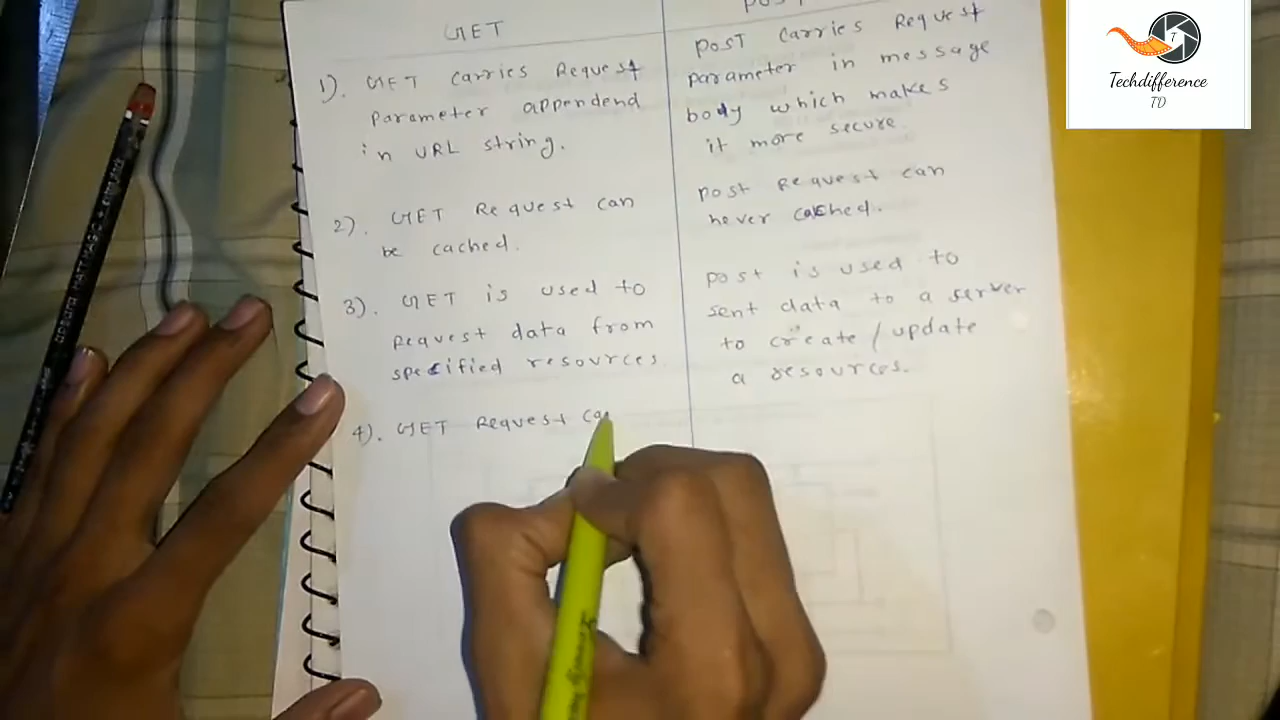 GET
1). GET carries Request
Parameter appendend
in URL string.
2). GET Request can
be cached.
3). GET is used to
Request data from
specified resources.
4). GET Request ca
POST
POST carries Request
parameter in message
body which makes
it more secure.
post Request can
never cached.
post is used to
sent data to a server
to create / update
a resources.
Techdifference
TD